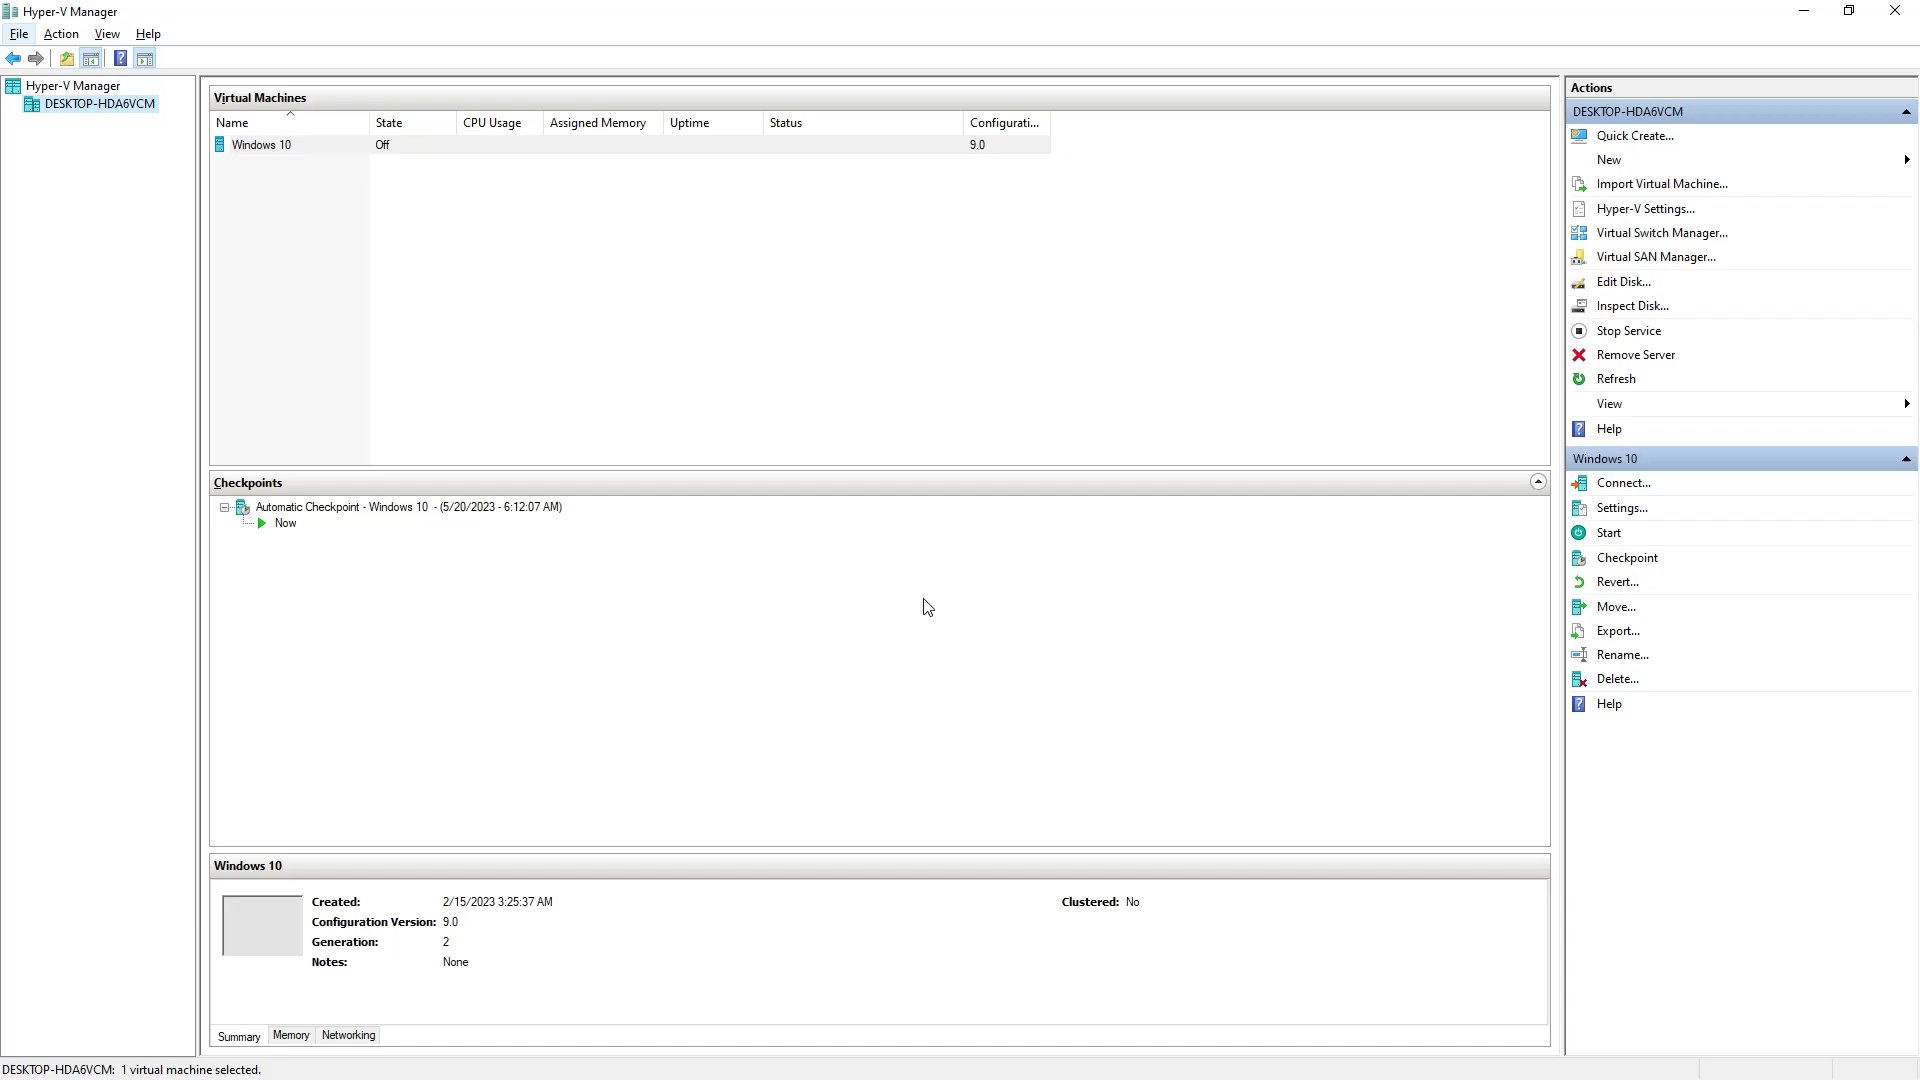 Hyper-V Manager
File Action View Help
Hyper-V Manager
DESKTOP-HDA6VCM
Virtual Machines
Name State CPU Usage Assigned Memory Uptime Status Configurati...
Windows 10 Off 9.0
Checkpoints
Automatic Checkpoint - Windows 10 - (5/20/2023 - 6:12:07 AM)
Now
Windows 10
Created: 2/15/2023 3:25:37 AM Clustered: No
Configuration Version: 9.0
Generation: 2
Notes: None
Summary Memory Networking
Actions
DESKTOP-HDA6VCM
Quick Create...
New
Import Virtual Machine...
Hyper-V Settings...
Virtual Switch Manager...
Virtual SAN Manager...
Edit Disk...
Inspect Disk...
Stop Service
Remove Server
Refresh
View
Help
Windows 10
Connect...
Settings...
Start
Checkpoint
Revert...
Move...
Export...
Rename...
Delete...
Help
DESKTOP-HDA6VCM: 1 virtual machine selected.